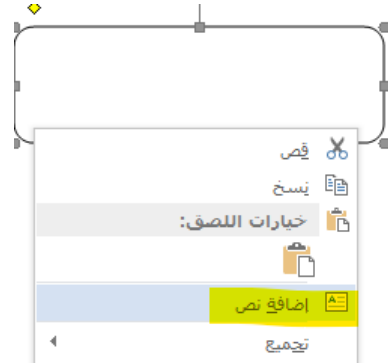 قص
نسخ
خيارات اللصق:
إضافة نص
تجميع